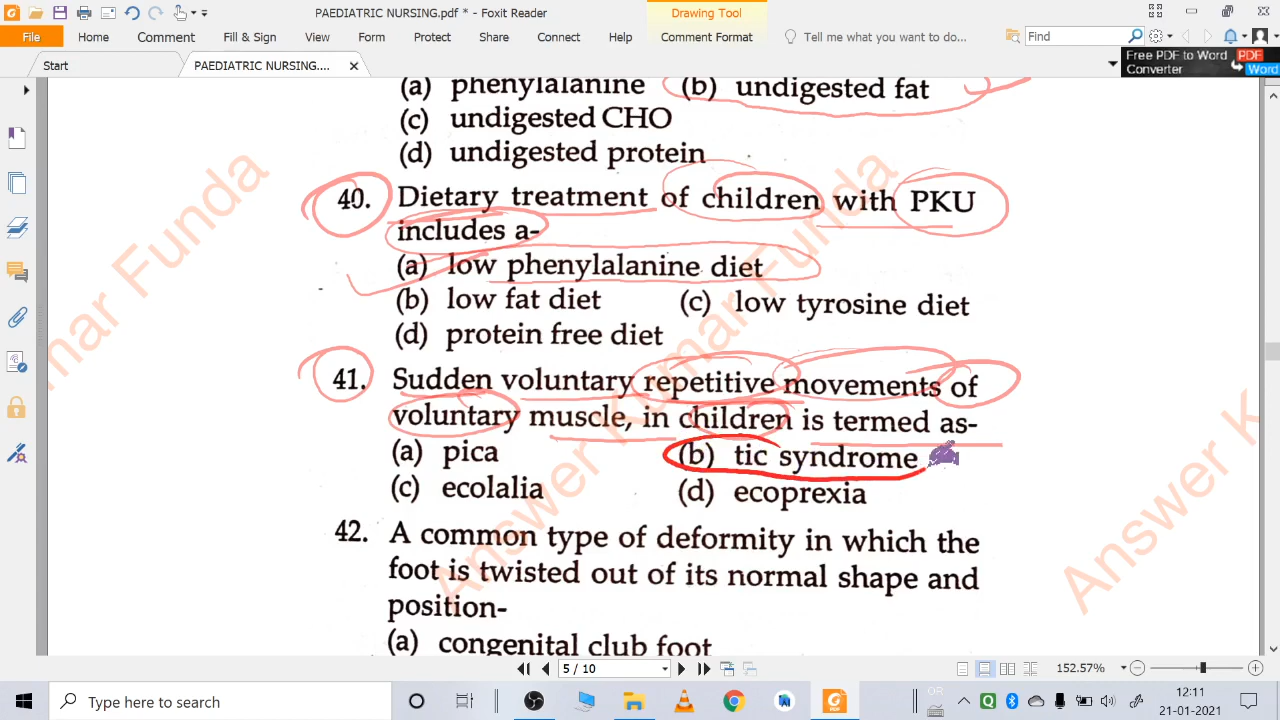 PAEDIATRIC NURSING.pdf * - Foxit Reader
Drawing Tool
File Home Comment Fill & Sign View Form Protect Share Connect Help Comment Format Tell me what you want to do... Find
Start PAEDIATRIC NURSING....
Free PDF to Word PDF
Converter Word
(a) phenylalanine (b) undigested fat
(c) undigested CHO
(d) undigested protein
40. Dietary treatment of children with PKU
includes a-
(a) low phenylalanine diet
(b) low fat diet (c) low tyrosine diet
(d) protein free diet
41. Sudden voluntary repetitive movements of
voluntary muscle, in children is termed as-
(a) pica (b) tic syndrome
(c) ecolalia (d) ecoprexia
42. A common type of deformity in which the
foot is twisted out of its normal shape and
position-
(a) congenital club foot
mar Funda
Answer Kumar Funda
Answer K
5 / 10
152.57%
Type here to search
12:11
21-01-2021